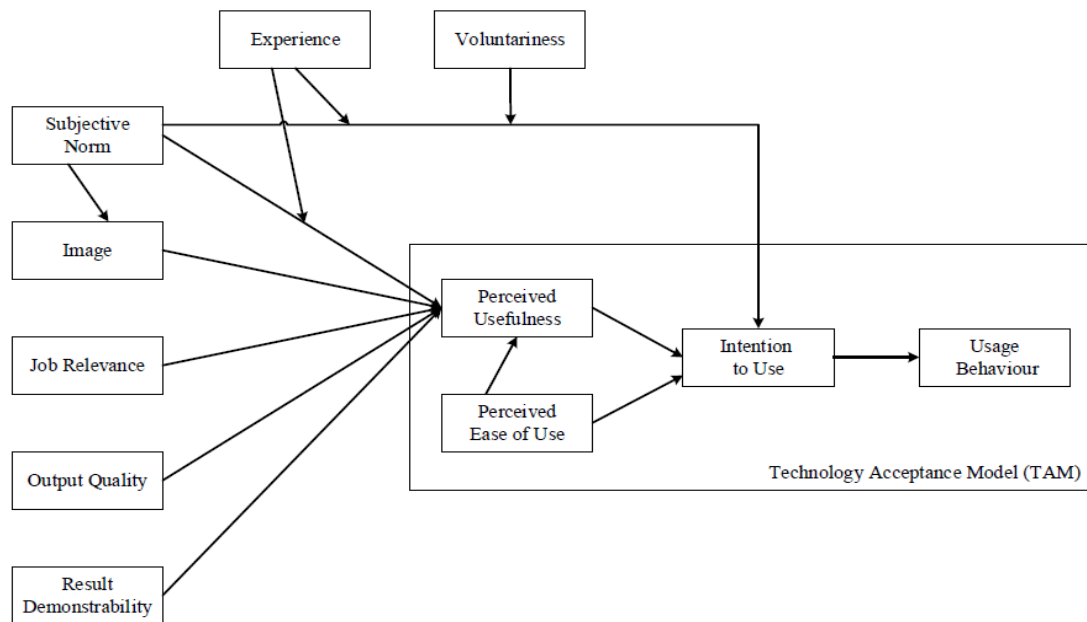 Experience
Voluntariness
Subjective
Norm
Image
Perceived
Usefulness
Job Relevance
Intention
to Use
Usage
Behaviour
Perceived
Ease of Use
Output Quality
Technology Acceptance Model (TAM)
Result
Demonstrability